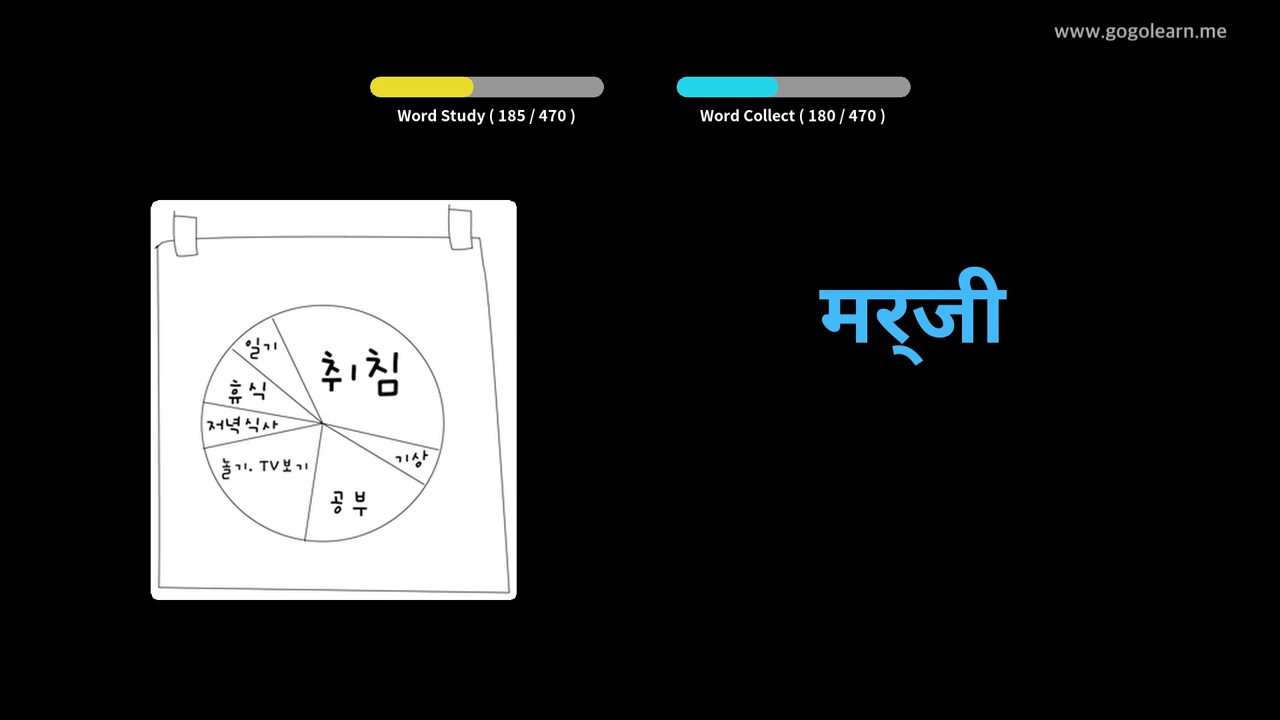 www.gogolearn.me
Word Study ( 185 / 470 )
Word Collect ( 180 / 470 )
일기
취침
휴식
저녁식사
놀기. TV보기
기상
공부
मर्‌जी